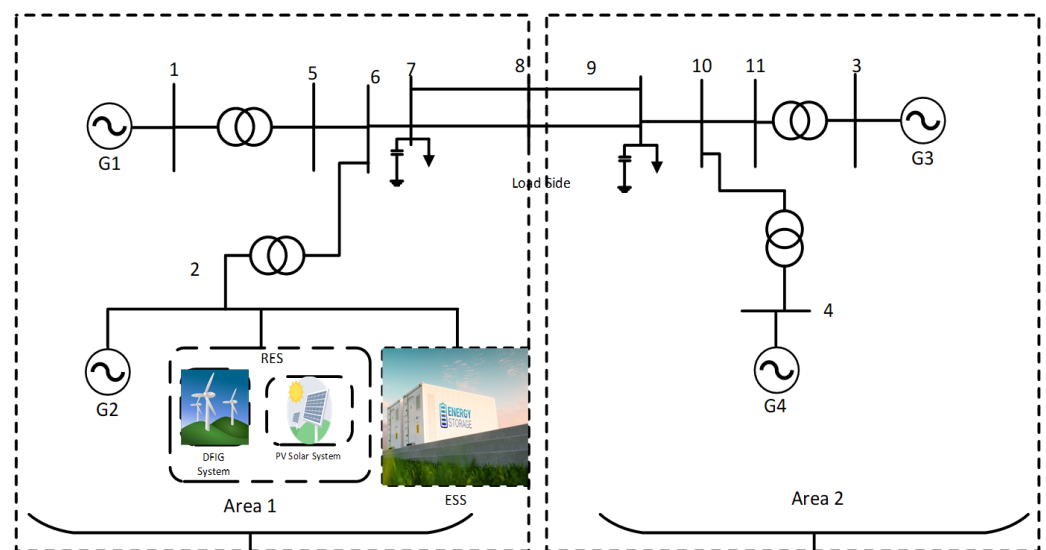 1
5
6
7
8
9
10
11
3
G1
G3
Load Side
2
4
RES
G2
G4
ENERGY
STORAGE
DFIG
System
PV Solar System
ESS
Area 1
Area 2